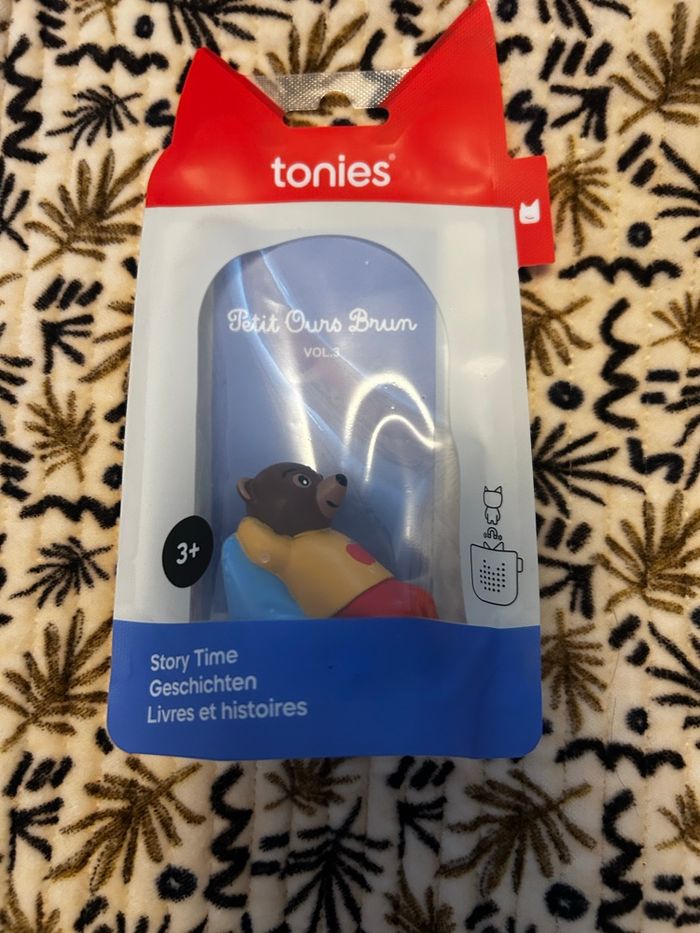 tonies®
Petit Ours Brun
VOL.3
3+
Story Time
Geschichten
Livres et histoires